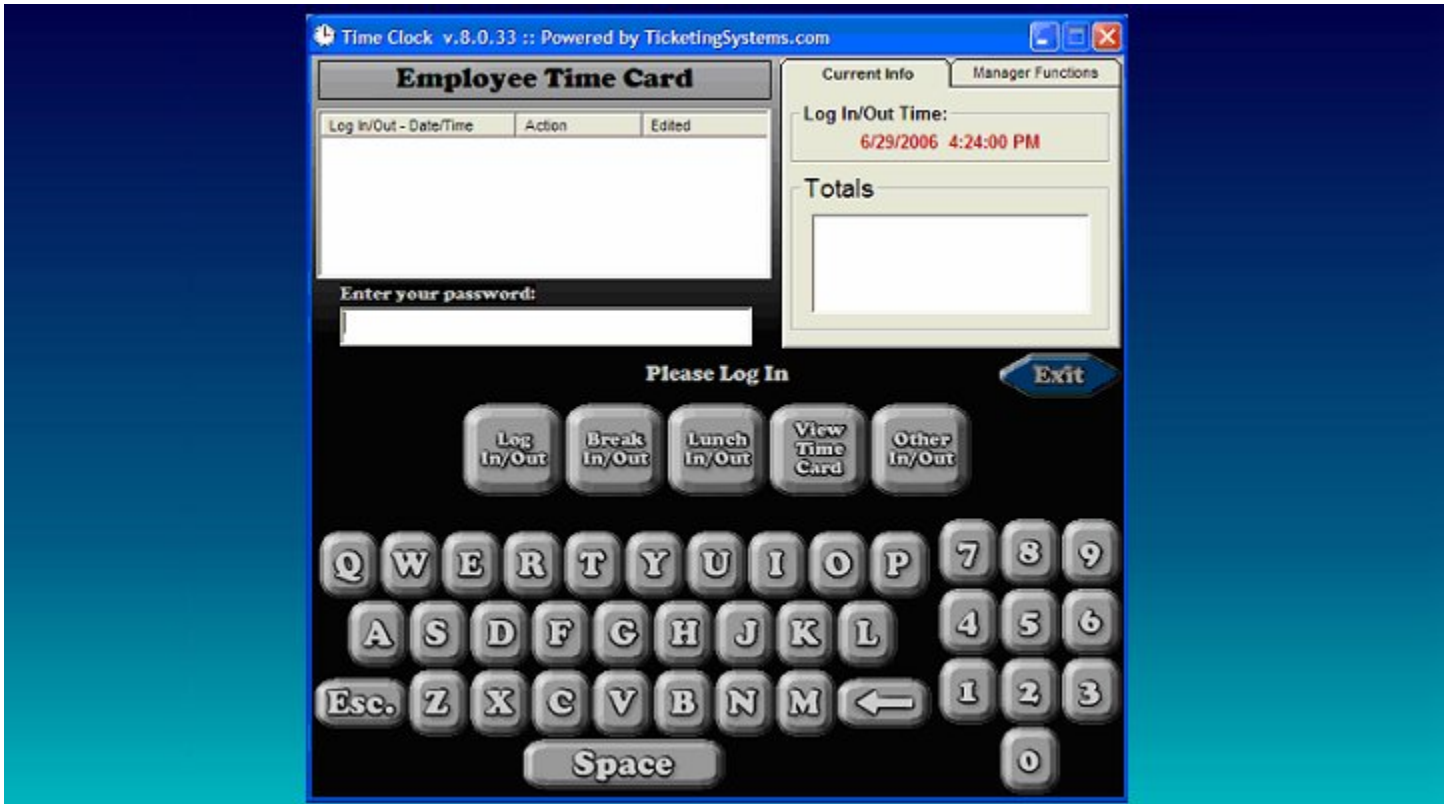 Time Clock v.8.0.33 :: Powered by TicketingSystems.com
Employee Time Card
Log In/Out - Date/Time Action Edited
Enter your password:
Current Info Manager Functions
Log In/Out Time:
6/29/2006 4:24:00 PM
Totals
Please Log In
Exit
Log
In/Out
Break
In/Out
Lunch
In/Out
View
Time
Card
Other
In/Out
Q W E R T Y U I O P
A S D F G H J K L
Esc. Z X C V B N M
Space
7 8 9
4 5 6
1 2 3
0